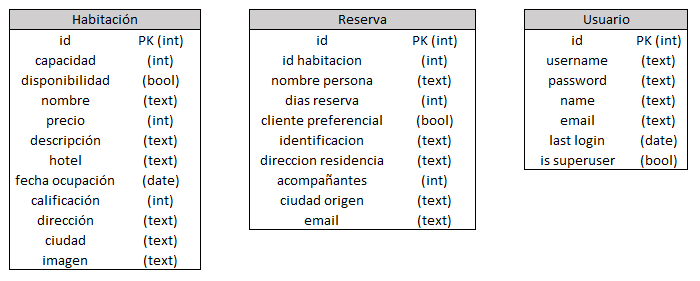 Habitación
id PK (int)
capacidad (int)
disponibilidad (bool)
nombre (text)
precio (int)
descripción (text)
hotel (text)
fecha ocupación (date)
calificación (int)
dirección (text)
ciudad (text)
imagen (text)
Reserva
id PK (int)
id habitacion (int)
nombre persona (text)
dias reserva (int)
cliente preferencial (bool)
identificacion (text)
direccion residencia (text)
acompañantes (int)
ciudad origen (text)
email (text)
Usuario
id PK (int)
username (text)
password (text)
name (text)
email (text)
last login (date)
is superuser (bool)